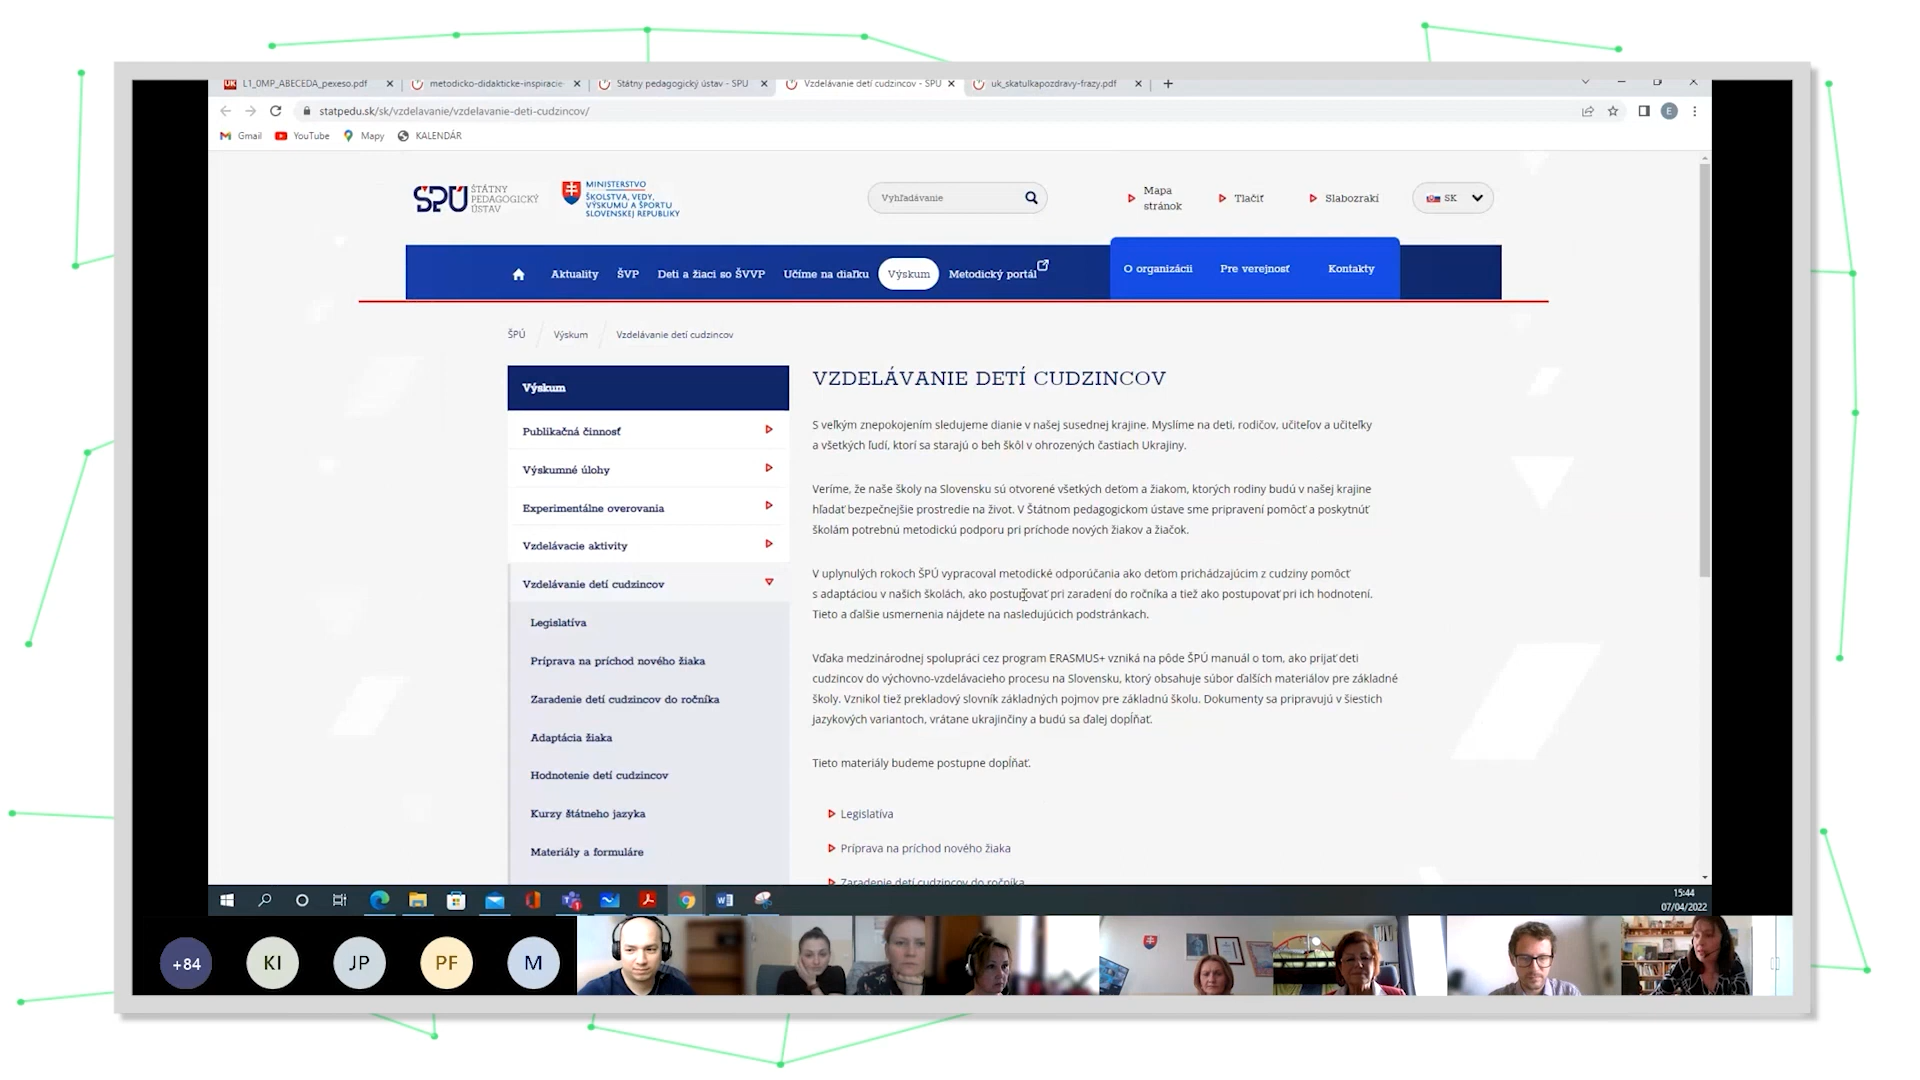 L1_0MP_ABECEDA_pexeso.pdf
metodicko-didakticke-inspiracie-
Štátny pedagogický ústav - ŠPÚ
Vzdelávanie detí cudzincov - ŠPÚ
uk_skatulkapozdravy-frazy.pdf
statpedu.sk/sk/vzdelavanie/vzdelavanie-deti-cudzincov/
E
Gmail
YouTube
Mapy
KALENDÁR
ŠPÚ ŠTÁTNY
PEDAGOGICKÝ
ÚSTAV
MINISTERSTVO
ŠKOLSTVA, VEDY,
VÝSKUMU A ŠPORTU
SLOVENSKEJ REPUBLIKY
Vyhľadávanie
Mapa
stránok
Tlačiť
Slabozrakí
SK
Aktuality
ŠVP
Deti a žiaci so ŠVVP
Učíme na diaľku
Výskum
Metodický portál
O organizácii
Pre verejnosť
Kontakty
ŠPÚ
Výskum
Vzdelávanie detí cudzincov
Výskum
Publikačná činnosť
Výskumné úlohy
Experimentálne overovania
Vzdelávacie aktivity
Vzdelávanie detí cudzincov
Legislatíva
Príprava na príchod nového žiaka
Zaradenie detí cudzincov do ročníka
Adaptácia žiaka
Hodnotenie detí cudzincov
Kurzy štátneho jazyka
Materiály a formuláre
VZDELÁVANIE DETÍ CUDZINCOV
S veľkým znepokojením sledujeme dianie v našej susednej krajine. Myslíme na deti, rodičov, učiteľov a učiteľky
a všetkých ľudí, ktorí sa starajú o beh škôl v ohrozených častiach Ukrajiny.
Veríme, že naše školy na Slovensku sú otvorené všetkých deťom a žiakom, ktorých rodiny budú v našej krajine
hľadať bezpečnejšie prostredie na život. V Štátnom pedagogickom ústave sme pripravení pomôcť a poskytnúť
školám potrebnú metodickú podporu pri príchode nových žiakov a žiačok.
V uplynulých rokoch ŠPÚ vypracoval metodické odporúčania ako deťom prichádzajúcim z cudziny pomôcť
s adaptáciou v našich školách, ako postupovať pri zaradení do ročníka a tiež ako postupovať pri ich hodnotení.
Tieto a ďalšie usmernenia nájdete na nasledujúcich podstránkach.
Vďaka medzinárodnej spolupráci cez program ERASMUS+ vzniká na pôde ŠPÚ manuál o tom, ako prijať deti
cudzincov do výchovno-vzdelávacieho procesu na Slovensku, ktorý obsahuje súbor ďalších materiálov pre základné
školy. Vznikol tiež prekladový slovník základných pojmov pre základnú školu. Dokumenty sa pripravujú v šiestich
jazykových variantoch, vrátane ukrajinčiny a budú sa ďalej dopĺňať.
Tieto materiály budeme postupne dopĺňať.
Legislatíva
Príprava na príchod nového žiaka
Zaradenie detí cudzincov do ročníka
15:44
07/04/2022
+84
KI
JP
PF
M